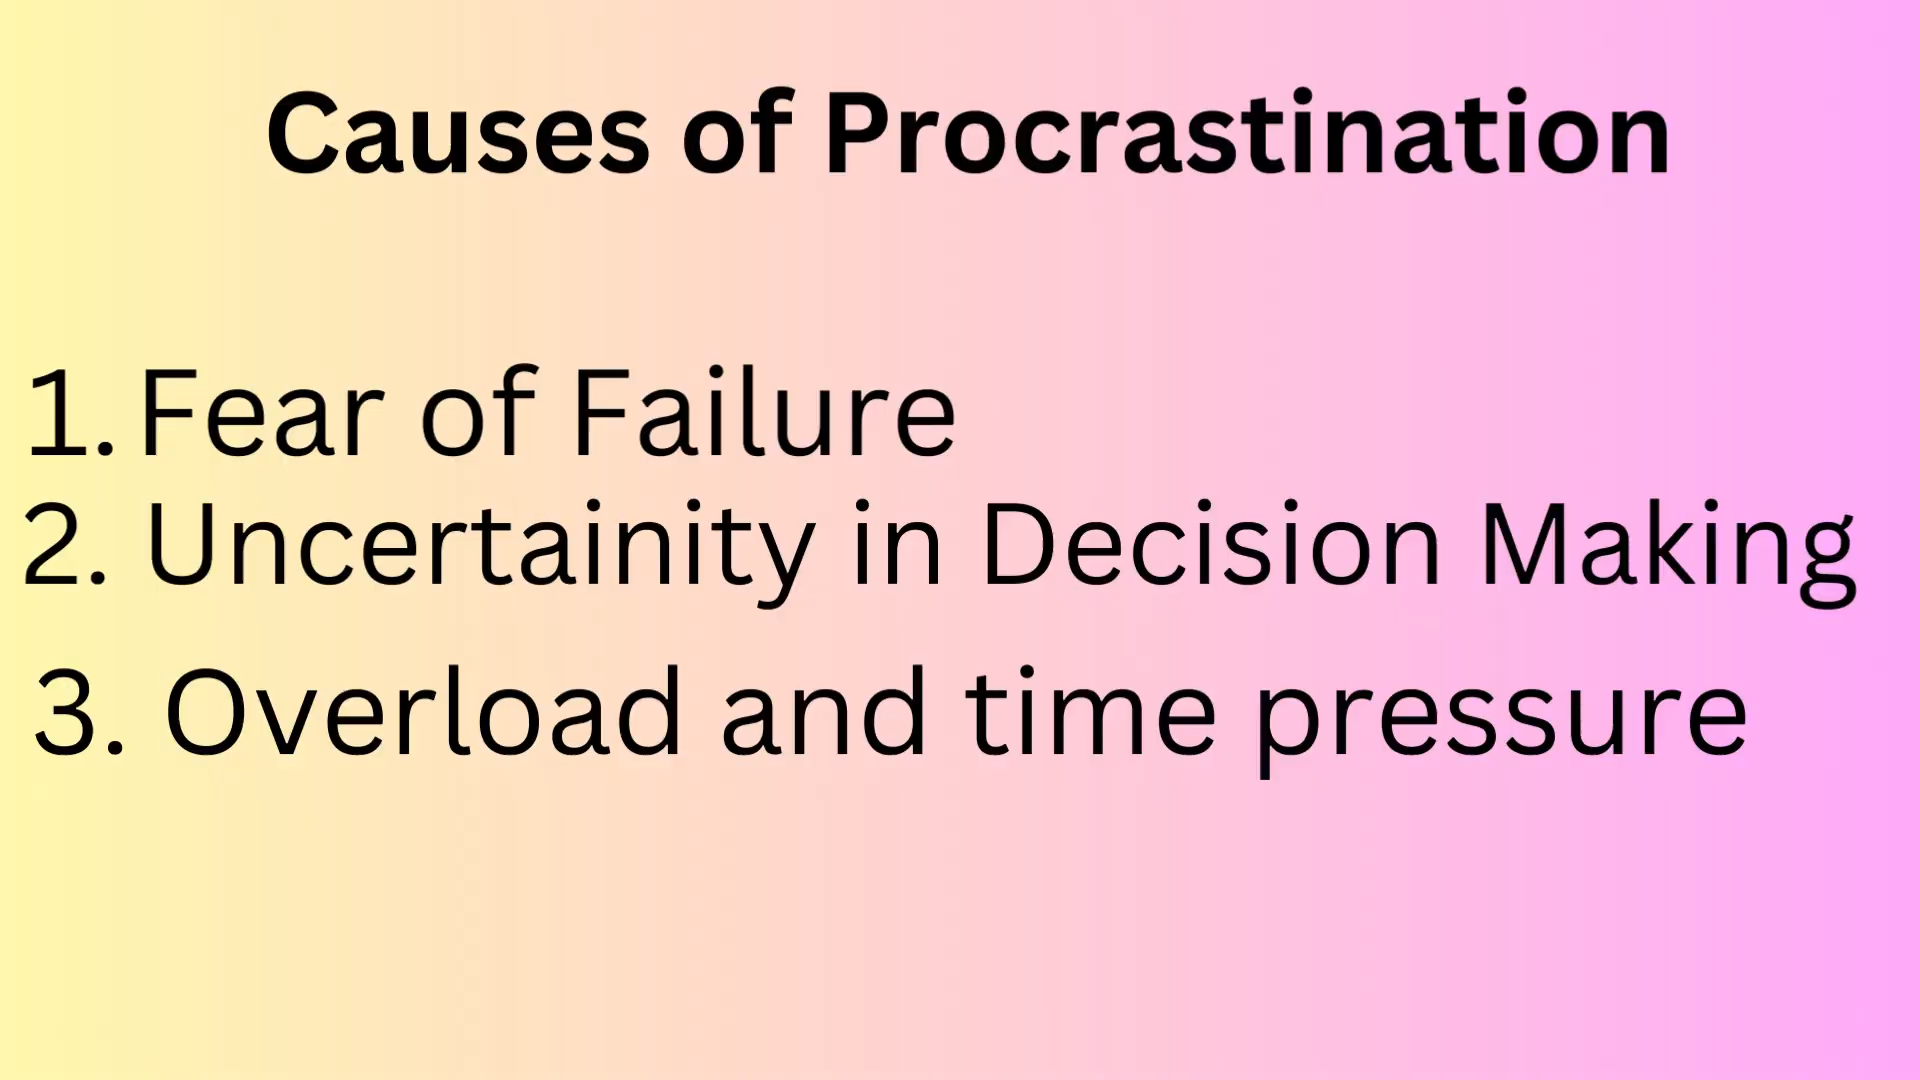 Causes of Procrastination
1. Fear of Failure
2. Uncertainity in Decision Making
3. Overload and time pressure